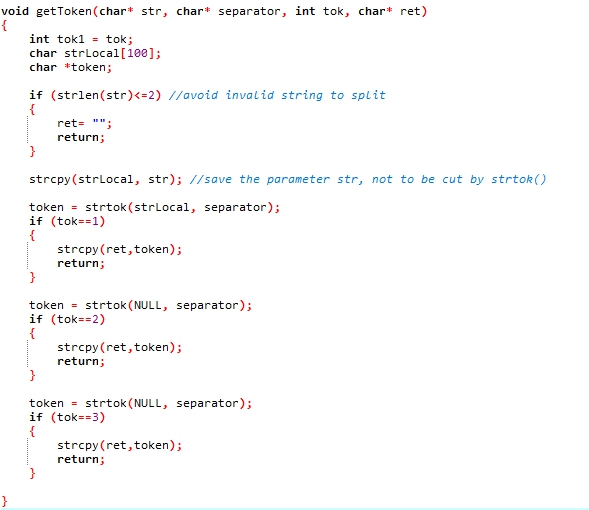 void getToken(char* str, char* separator, int tok, char* ret)
{
    int tok1 = tok;
    char strLocal[100];
    char *token;

    if (strlen(str)<=2) //avoid invalid string to split
    {
        ret= "";
        return;
    }

    strcpy(strLocal, str); //save the parameter str, not to be cut by strtok()

    token = strtok(strLocal, separator);
    if (tok==1)
    {
        strcpy(ret,token);
        return;
    }

    token = strtok(NULL, separator);
    if (tok==2)
    {
        strcpy(ret,token);
        return;
    }

    token = strtok(NULL, separator);
    if (tok==3)
    {
        strcpy(ret,token);
        return;
    }

}